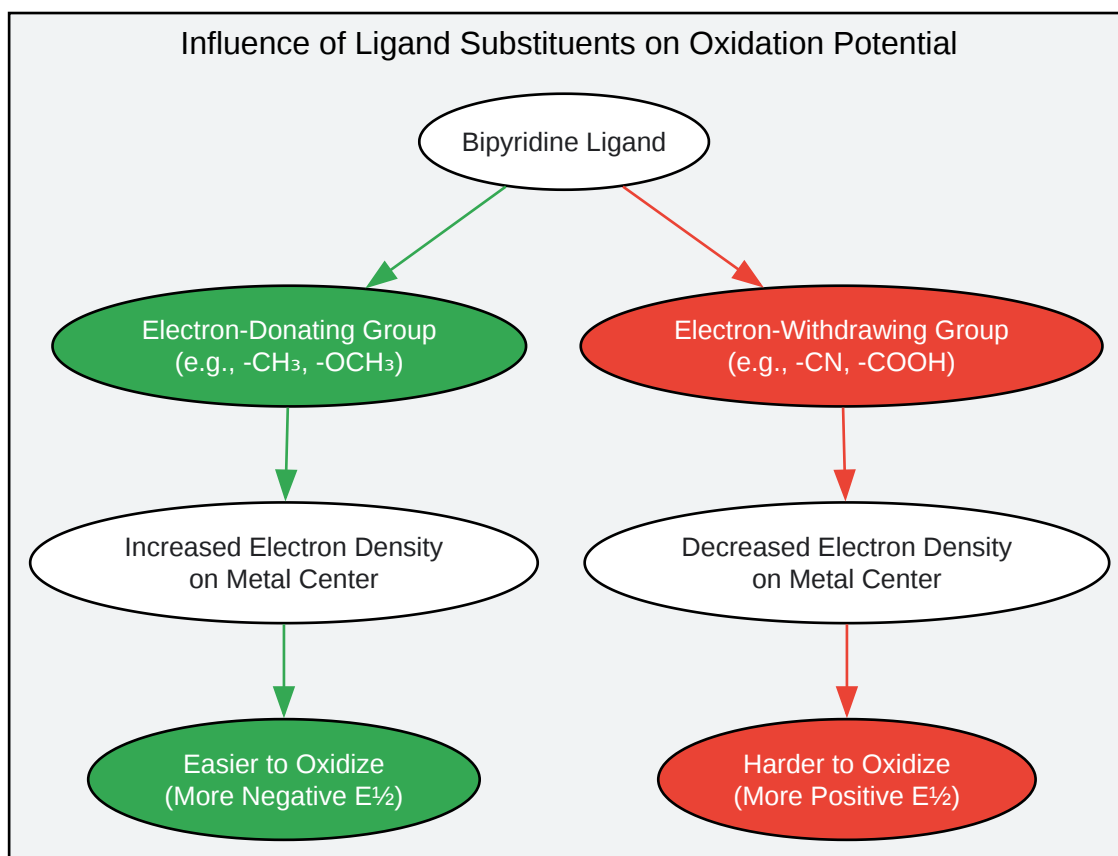 Influence of Ligand Substituents on Oxidation Potential
Bipyridine Ligand
Electron-Donating Group
(e.g., -CH₃, -OCH₃)
Electron-Withdrawing Group
(e.g., -CN, -COOH)
Increased Electron Density
on Metal Center
Decreased Electron Density
on Metal Center
Easier to Oxidize
(More Negative E½)
Harder to Oxidize
(More Positive E½)